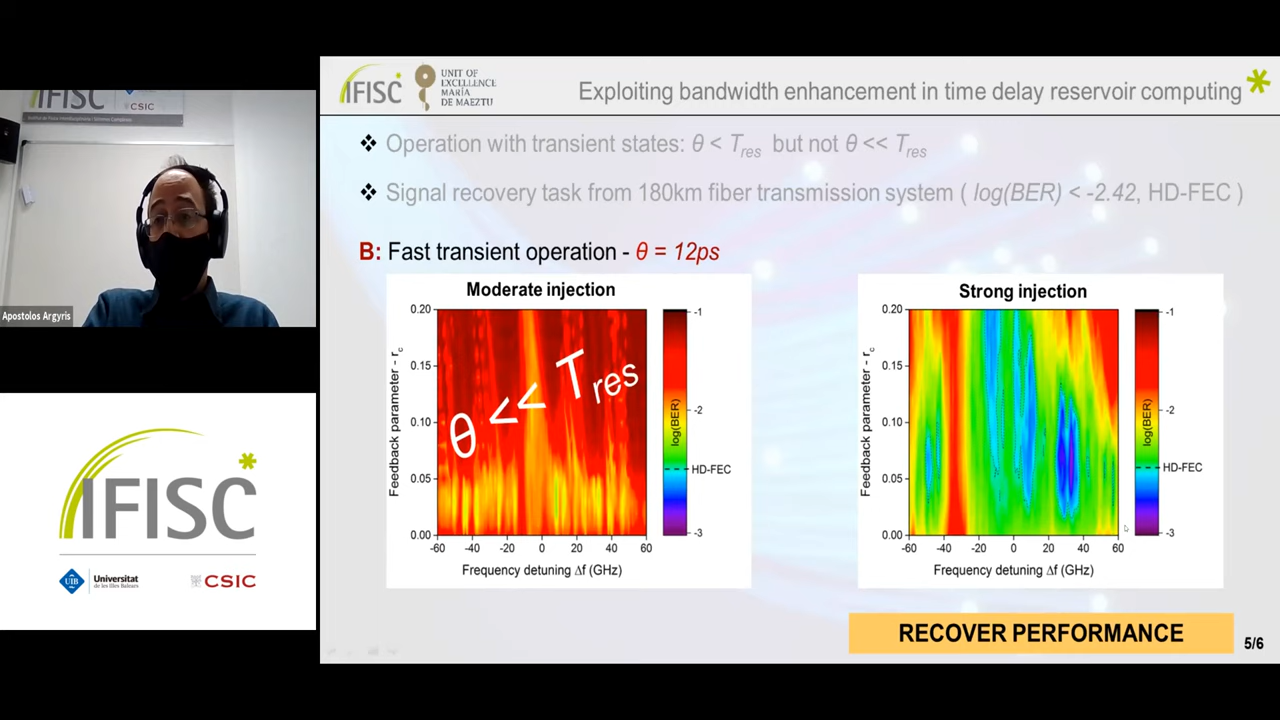 IFISC
CSIC
Apostolos Argyris
IFISC
Universitat
de les Illes Balears
CSIC
IFISC
UNIT OF
EXCELLENCE
MARÍA
DE MAEZTU
Exploiting bandwidth enhancement in time delay reservoir computing
❖ Operation with transient states: θ < Tres but not θ << Tres
❖ Signal recovery task from 180km fiber transmission system ( log(BER) < -2.42, HD-FEC )
B: Fast transient operation - θ = 12ps
Moderate injection
Feedback parameter - rc
0.20
0.15
0.10
0.05
0.00
-60 -40 -20 0 20 40 60
Frequency detuning Δf (GHz)
θ << Tres
-1
-2
HD-FEC
-3
log(BER)
Strong injection
Feedback parameter - rc
0.20
0.15
0.10
0.05
0.00
-60 -40 -20 0 20 40 60
Frequency detuning Δf (GHz)
-1
-2
HD-FEC
-3
log(BER)
RECOVER PERFORMANCE
5/6